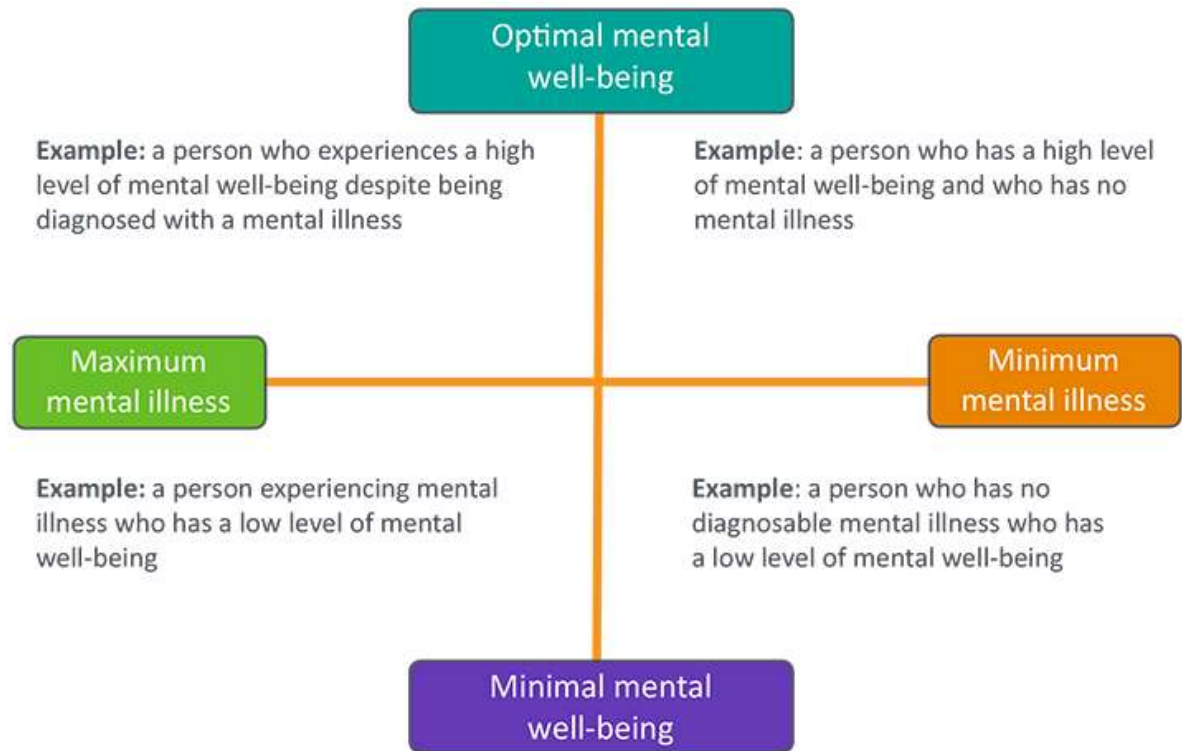 Optimal mental
well-being
Example: a person who experiences a high
level of mental well-being despite being
diagnosed with a mental illness
Example: a person who has a high level
of mental well-being and who has no
mental illness
Maximum
mental illness
Minimum
mental illness
Example: a person experiencing mental
illness who has a low level of mental
well-being
Example: a person who has no
diagnosable mental illness who has
a low level of mental well-being
Minimal mental
well-being